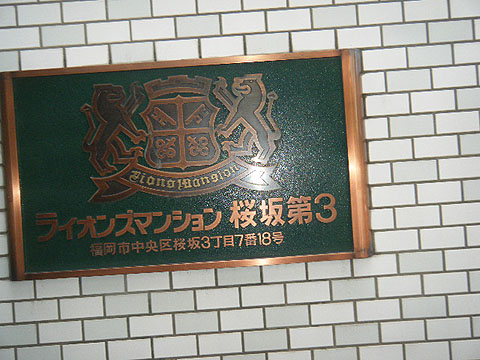 Lions Mansion
ライオンズマンション 桜坂第3
福岡市中央区桜坂3丁目7番18号